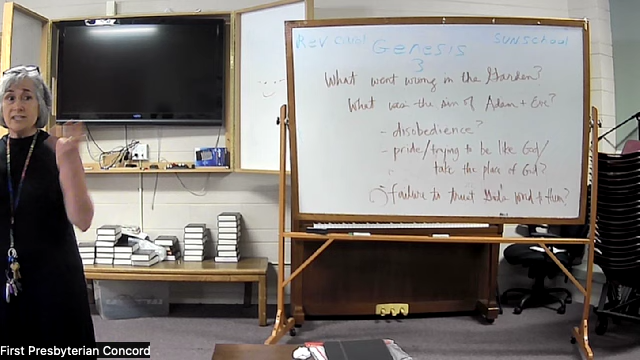 Rev Carol SUN School
Genesis
3
What went wrong in the Garden?
What was the sin of Adam + Eve?
- disobedience?
- pride/trying to be like God/
take the place of God?
failure to trust God's word to them?
First Presbyterian Concord